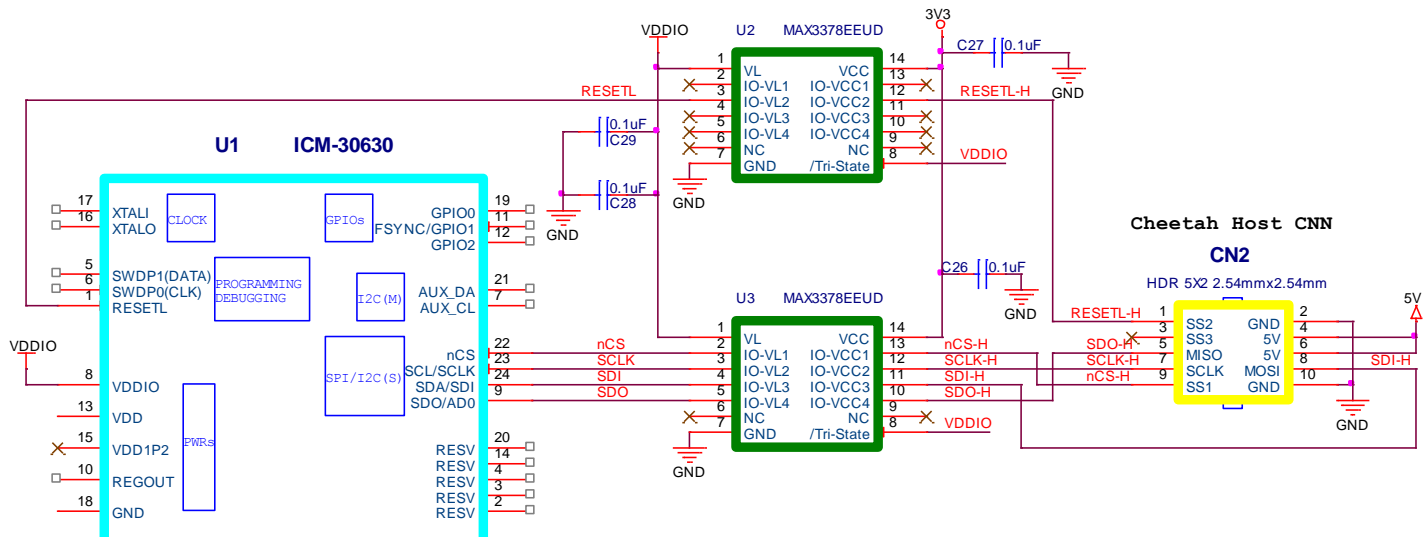 VDDIO
U2 MAX3378EEUD
3V3
C27 0.1uF
GND
1 VL VCC 14
2 IO-VL1 IO-VCC1 13
RESETL 3 IO-VL2 IO-VCC2 12 RESETL-H
4 IO-VL3 IO-VCC3 11
5 IO-VL4 IO-VCC4 10
6 NC NC 9
7 GND /Tri-State 8 VDDIO
GND
0.1uF
C29
0.1uF
C28
GND
U1 ICM-30630
17 XTALI
16 XTALO
CLOCK
GPIOs
GPIO0 19
FSYNC/GPIO1 11
GPIO2 12
5 SWDP1(DATA)
6 SWDP0(CLK)
1 RESETL
PROGRAMMING
DEBUGGING
I2C(M)
AUX_DA 21
AUX_CL 7
VDDIO
8 VDDIO
13 VDD
15 VDD1P2
10 REGOUT
18 GND
PWRs
SPI/I2C(S)
nCS 22
SCL/SCLK 23
SDA/SDI 24
SDO/AD0 9
RESV 20
RESV 14
RESV 4
RESV 3
RESV 2
C26 0.1uF
GND
U3 MAX3378EEUD
1 VL VCC 14
nCS 2 IO-VL1 IO-VCC1 13 nCS-H
SCLK 3 IO-VL2 IO-VCC2 12 SCLK-H
SDI 4 IO-VL3 IO-VCC3 11 SDI-H
SDO 5 IO-VL4 IO-VCC4 10 SDO-H
6 NC NC 9
7 GND /Tri-State 8 VDDIO
GND
Cheetah Host CNN
CN2
HDR 5X2 2.54mmx2.54mm
5V
RESETL-H 1 SS2 GND 2
3 SS3 5V 4
SDO-H 5 MISO 5V 6
SCLK-H 7 SCLK MOSI 8 SDI-H
nCS-H 9 SS1 GND 10
GND